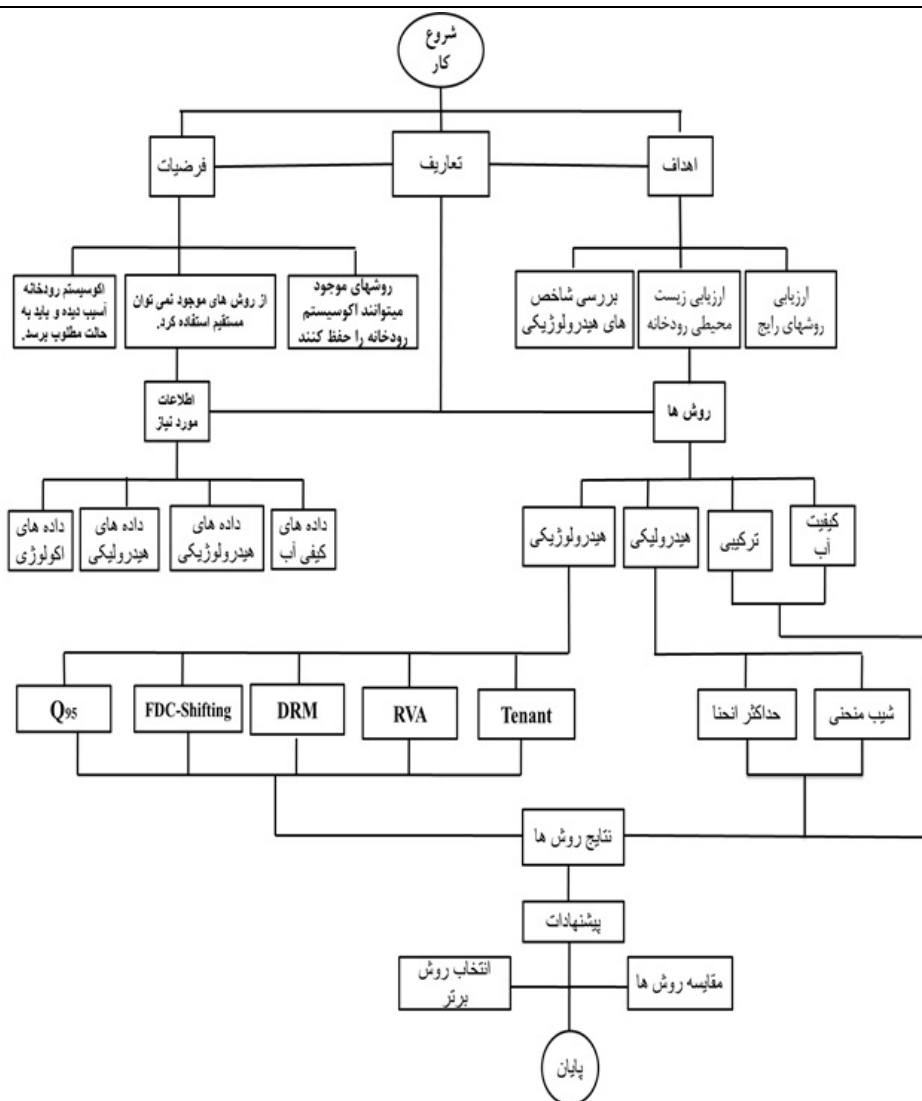 شروع
کار
اهداف
تعاریف
فرضیات
ارزیابی
روشهای رایج
ارزیابی زیست
محیطی رودخانه
بررسی شاخص
های هیدرولوژیکی
روشهای موجود
میتوانند اکوسیستم
رودخانه را حفظ کنند
از روش های موجود نمی توان
مستقیم استفاده کرد.
اکوسیستم رودخانه
آسیب دیده و باید به
حالت مطلوب برسد.
روش ها
اطلاعات
مورد نیاز
کیفیت
آب
ترکیبی
هیدرولیکی
هیدرولوژیکی
داده های
کیفی آب
داده های
هیدرولوژیکی
داده های
هیدرولیکی
داده های
اکولوژی
شیب منحنی
حداکثر انحنا
Tenant
RVA
DRM
FDC-Shifting
Q95
نتایج روش ها
پیشنهادات
مقایسه روش ها
انتخاب روش
برتر
پایان